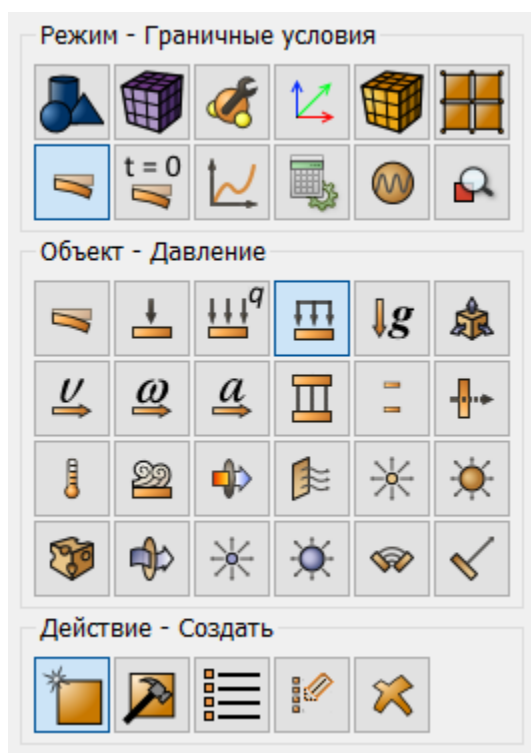 Режим - Граничные условия
t = 0
Объект - Давление
q
g
υ ω a
Действие - Создать